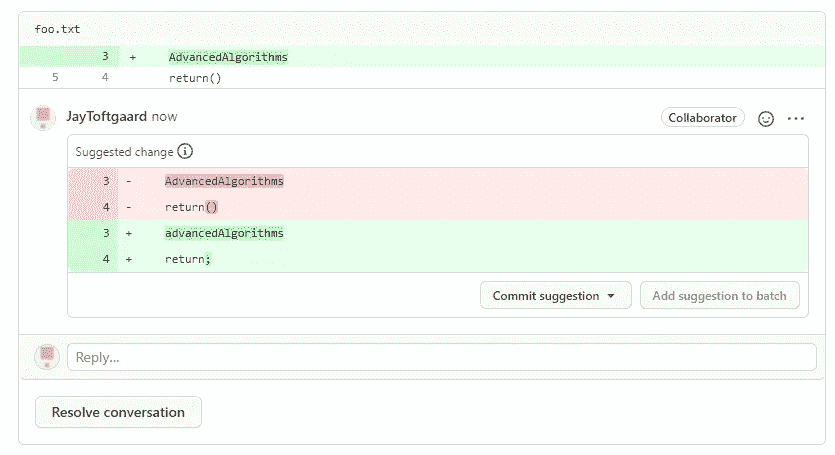 foo.txt
3 + AdvancedAlgorithms
5 4 return()
JayToftgaard now Collaborator ...
Suggested change
3 - AdvancedAlgorithms
4 - return()
3 + advancedAlgorithms
4 + return;
Commit suggestion Add suggestion to batch
Reply...
Resolve conversation